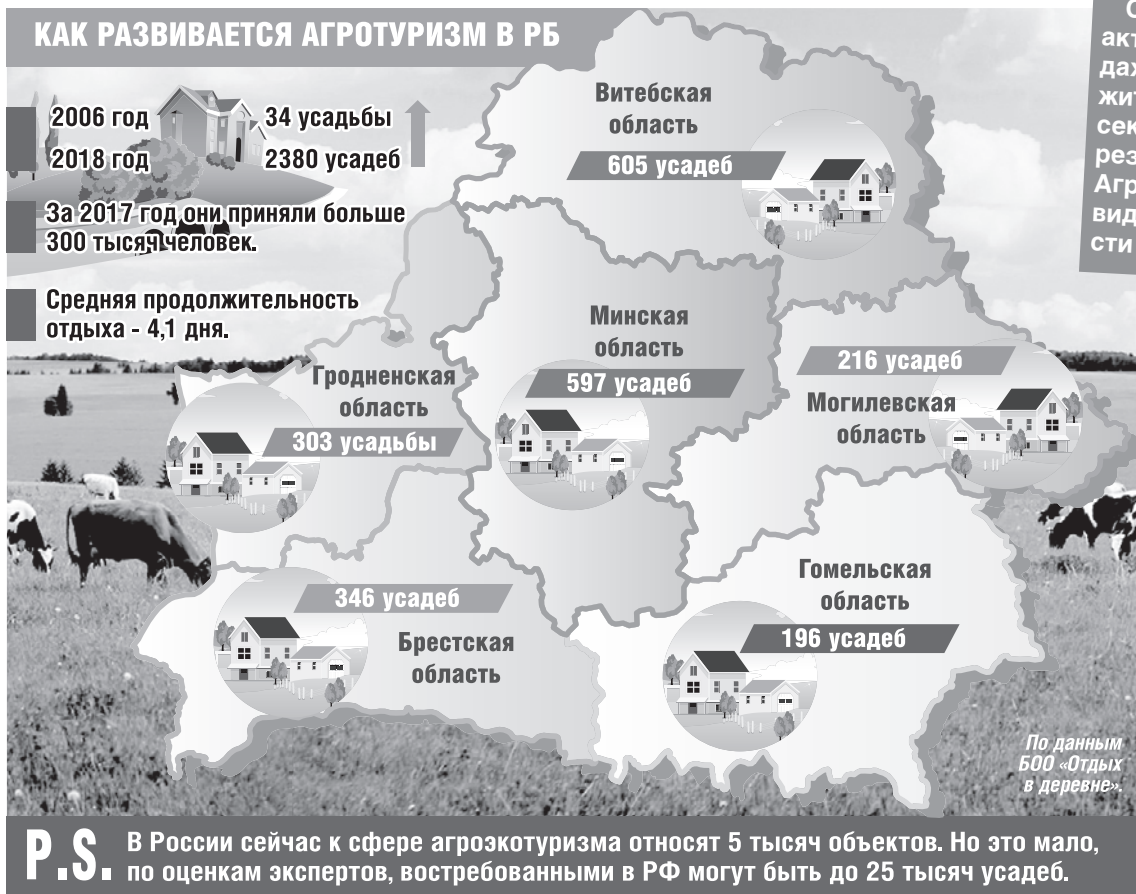 КАК РАЗВИВАЕТСЯ АГРОТУРИЗМ В РБ
2006 год 34 усадьбы
2018 год 2380 усадеб
За 2017 год они приняли больше
300 тысяч человек.
Средняя продолжительность
отдыха - 4,1 дня.
Витебская
область
605 усадеб
Минская
область
597 усадеб
216 усадеб
Могилевская
область
Гродненская
область
303 усадьбы
346 усадеб
Брестская
область
Гомельская
область
196 усадеб
По данным
БОО «Отдых
в деревне».
P.S. В России сейчас к сфере агроэкотуризма относят 5 тысяч объектов. Но это мало,
по оценкам экспертов, востребованными в РФ могут быть до 25 тысяч усадеб.